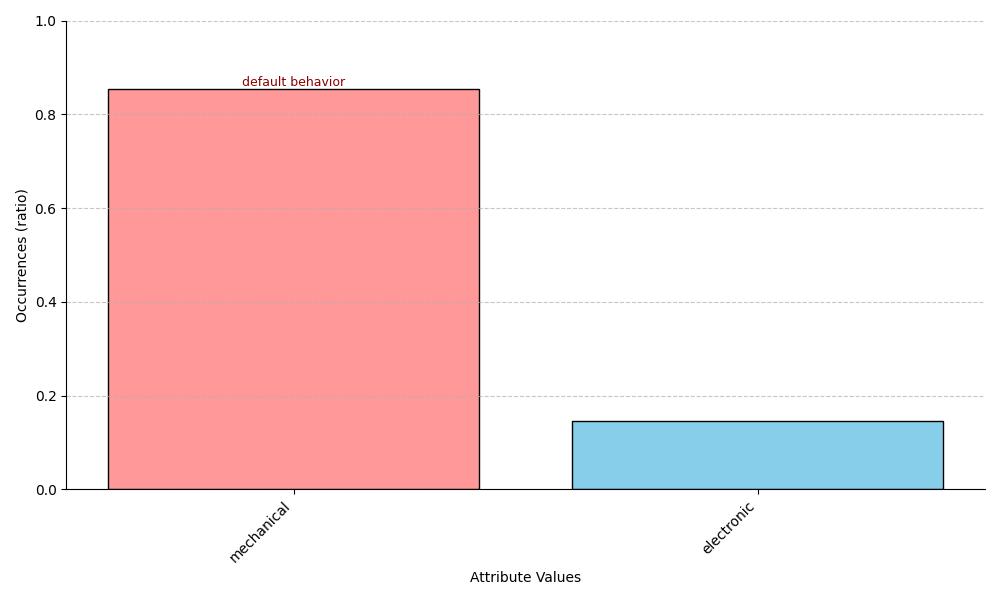 1.0
default behavior
0.8
0.6
0.4
0.2
0.0
Occurrences (ratio)
mechanical
electronic
Attribute Values